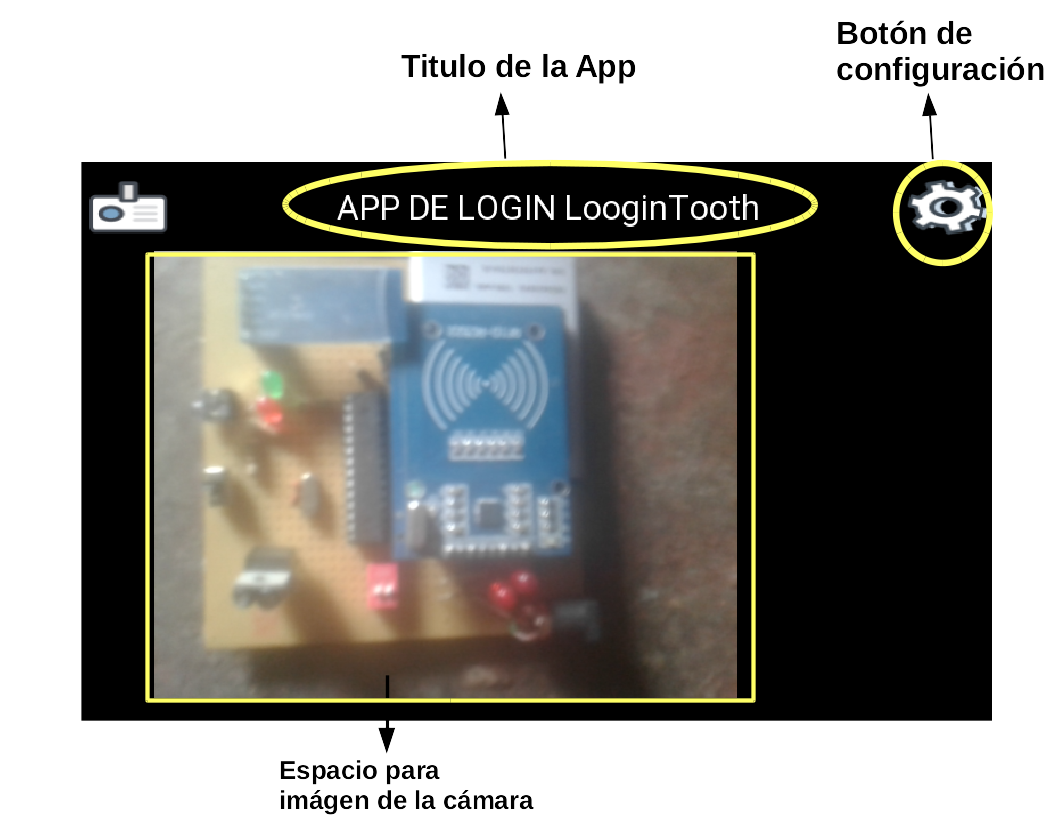 Botón de
configuración
Titulo de la App
APP DE LOGIN LooginTooth
Espacio para
imágen de la cámara